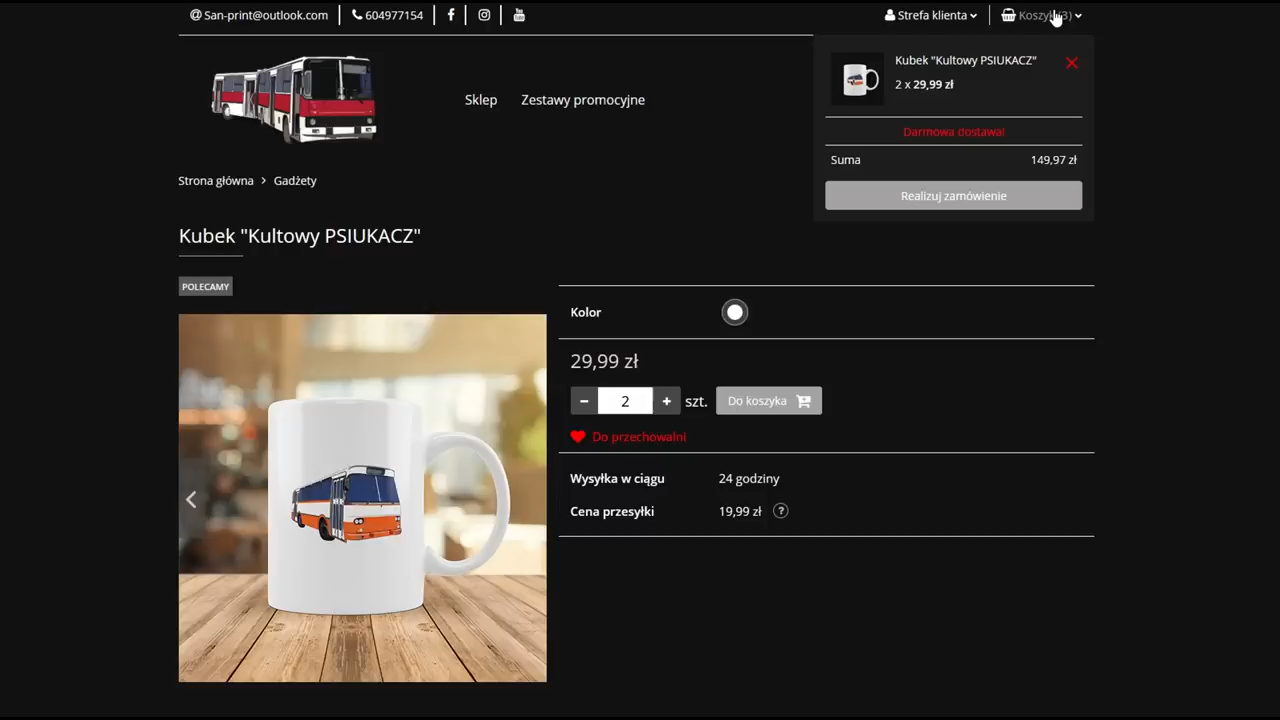 San-print@outlook.com 604977154 Strefa klienta Koszyk (3)
Kubek "Kultowy PSIUKACZ"
2 x 29,99 zł
Sklep Zestawy promocyjne
Darmowa dostawa!
Suma 149,97 zł
Strona główna > Gadżety
Realizuj zamówienie
Kubek "Kultowy PSIUKACZ"
POLECAMY
Kolor
29,99 zł
− 2 + szt. Do koszyka
Do przechowalni
Wysyłka w ciągu 24 godziny
Cena przesyłki 19,99 zł ?